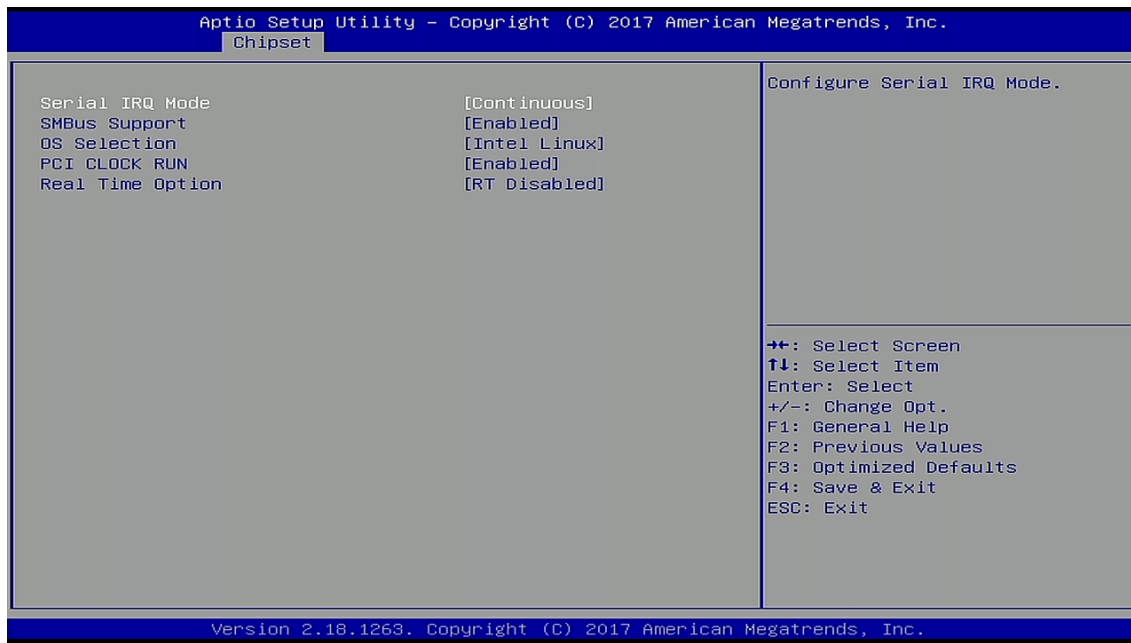 Aptio Setup Utility – Copyright (C) 2017 American Megatrends, Inc.
Chipset
Serial IRQ Mode [Continuous]
SMBus Support [Enabled]
OS Selection [Intel Linux]
PCI CLOCK RUN [Enabled]
Real Time Option [RT Disabled]
Configure Serial IRQ Mode.
→←: Select Screen
↑↓: Select Item
Enter: Select
+/-: Change Opt.
F1: General Help
F2: Previous Values
F3: Optimized Defaults
F4: Save & Exit
ESC: Exit
Version 2.18.1263. Copyright (C) 2017 American Megatrends, Inc.